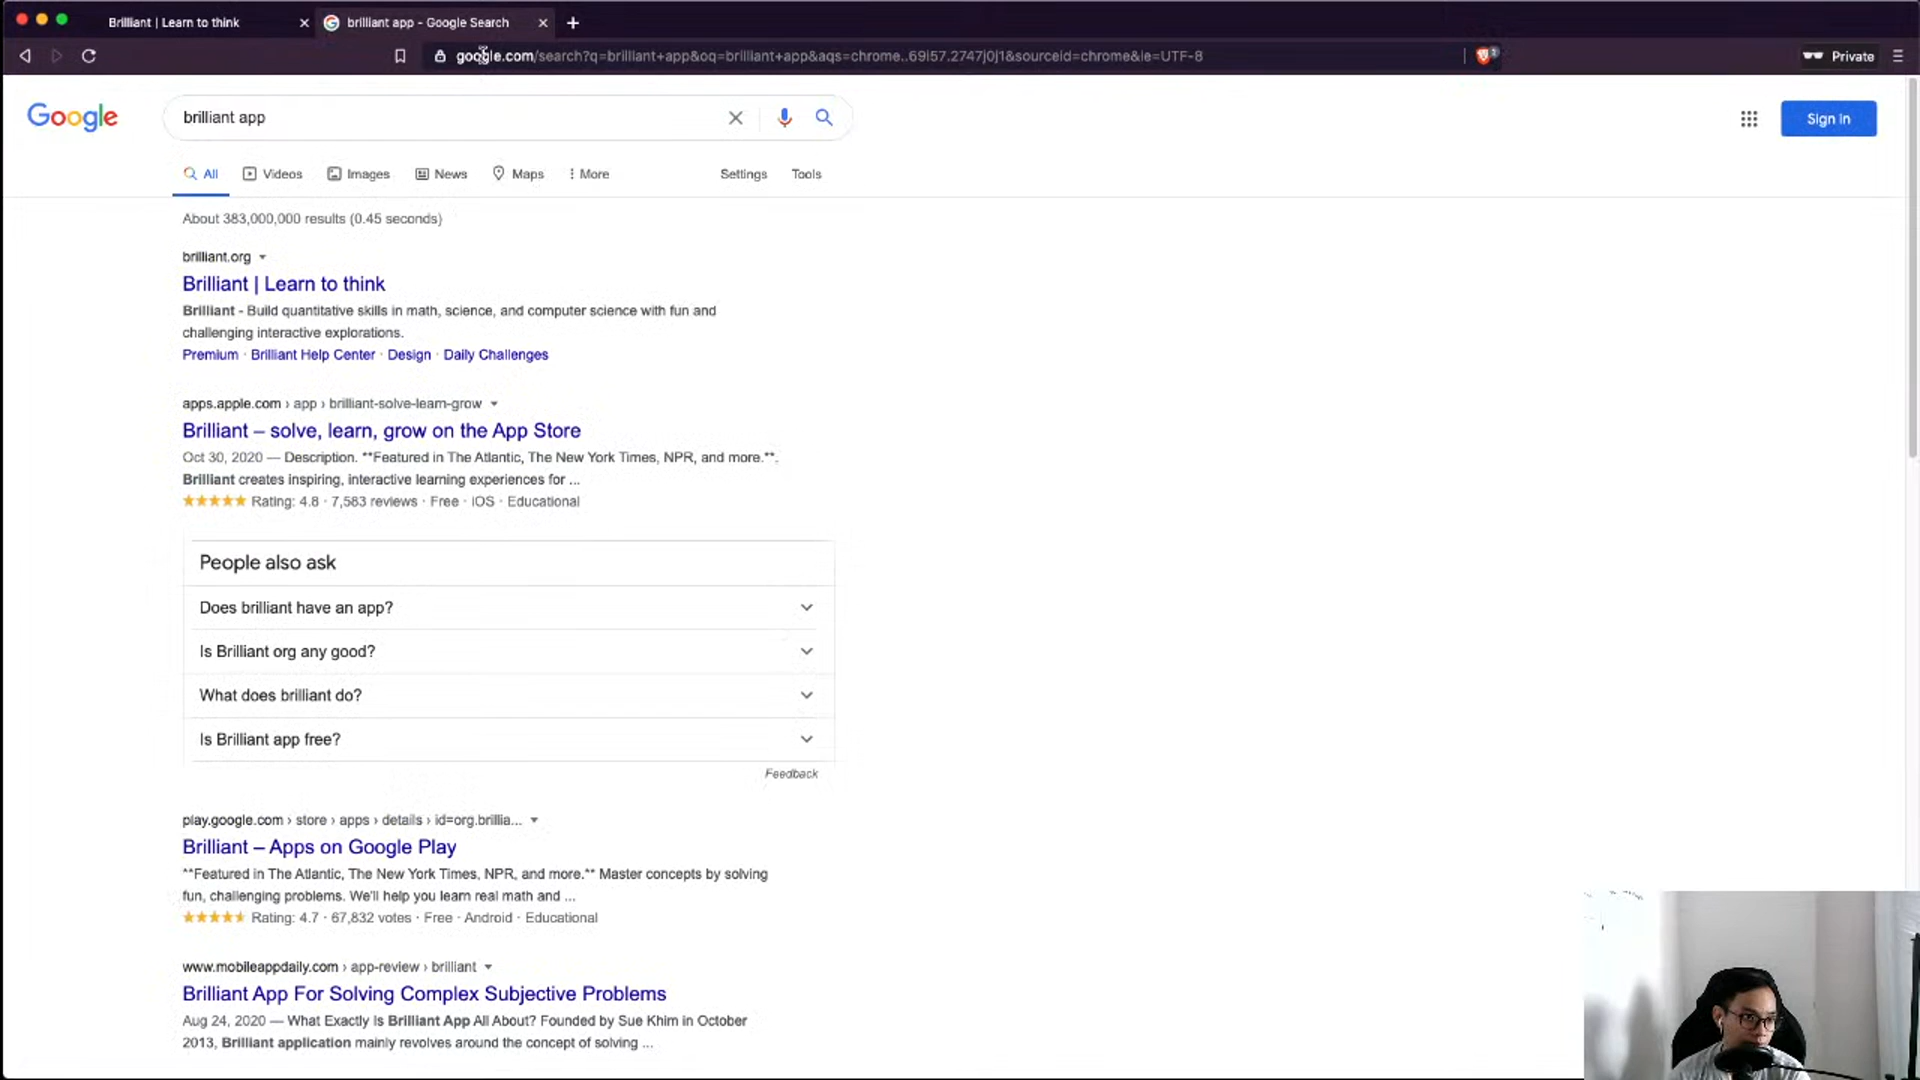 Brilliant | Learn to think
brilliant app - Google Search
google.com/search?q=brilliant+app&oq=brilliant+app&aqs=chrome..69i57.2747j0j1&sourceid=chrome&ie=UTF-8
Private
Google
brilliant app
Sign in
All
Videos
Images
News
Maps
More
Settings
Tools
About 383,000,000 results (0.45 seconds)
brilliant.org
Brilliant | Learn to think
Brilliant - Build quantitative skills in math, science, and computer science with fun and
challenging interactive explorations.
Premium · Brilliant Help Center · Design · Daily Challenges
apps.apple.com › app › brilliant-solve-learn-grow
Brilliant – solve, learn, grow on the App Store
Oct 30, 2020 — Description. **Featured in The Atlantic, The New York Times, NPR, and more.**.
Brilliant creates inspiring, interactive learning experiences for ...
Rating: 4.8 · 7,583 reviews · Free · iOS · Educational
People also ask
Does brilliant have an app?
Is Brilliant org any good?
What does brilliant do?
Is Brilliant app free?
Feedback
play.google.com › store › apps › details › id=org.brillia...
Brilliant – Apps on Google Play
**Featured in The Atlantic, The New York Times, NPR, and more.** Master concepts by solving
fun, challenging problems. We'll help you learn real math and ...
Rating: 4.7 · 67,832 votes · Free · Android · Educational
www.mobileappdaily.com › app-review › brilliant
Brilliant App For Solving Complex Subjective Problems
Aug 24, 2020 — What Exactly Is Brilliant App All About? Founded by Sue Khim in October
2013, Brilliant application mainly revolves around the concept of solving ...